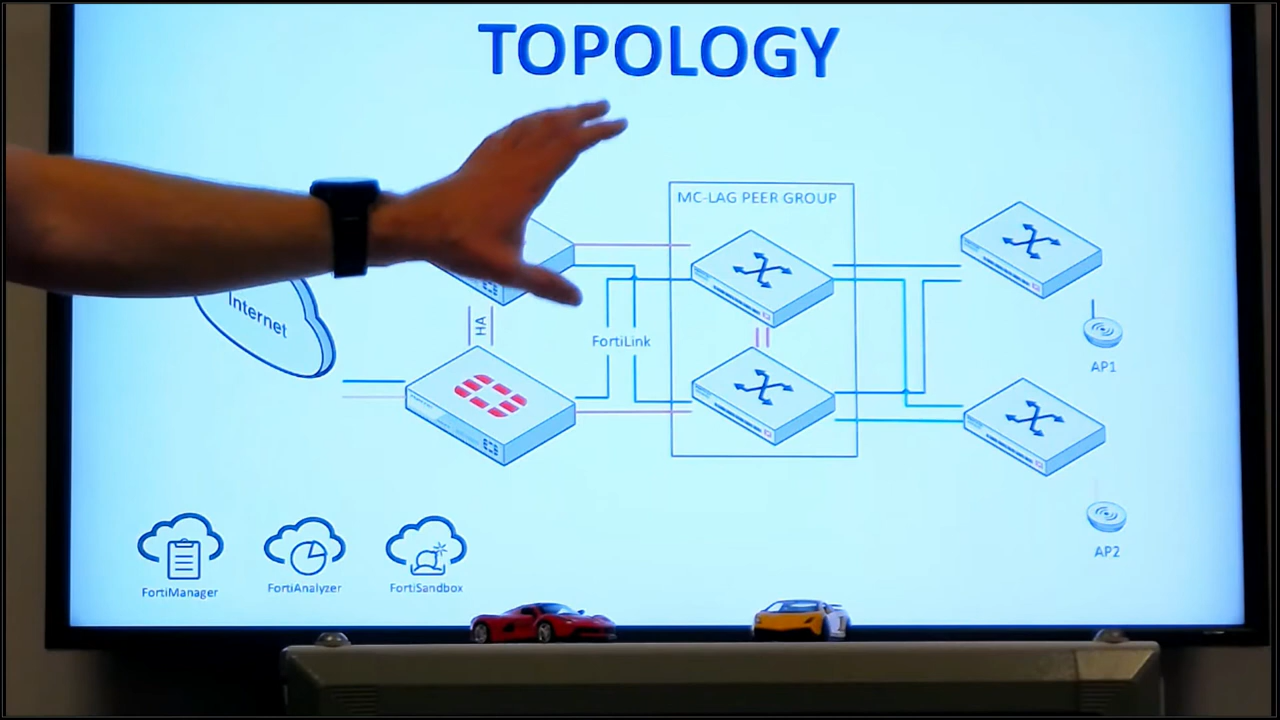 TOPOLOGY
MC-LAG PEER GROUP
Internet
HA
FortiLink
AP1
AP2
FortiManager
FortiAnalyzer
FortiSandbox